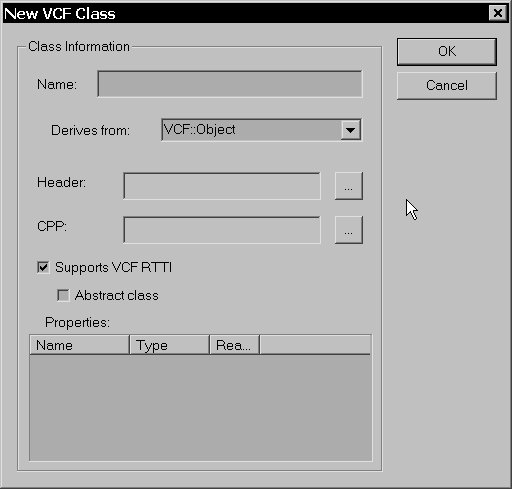 New VCF Class
Class Information
OK
Name:
Cancel
Derives from:
VCF::Object
Header:
...
CPP:
...
Supports VCF RTTI
Abstract class
Properties:
Name Type Rea...